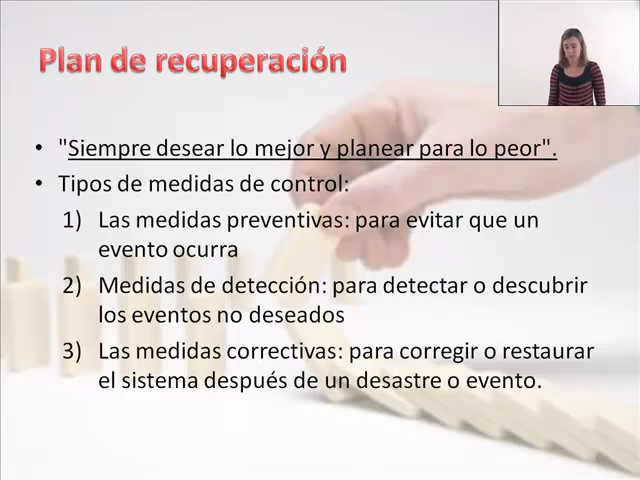 Plan de recuperación
• "Siempre desear lo mejor y planear para lo peor".
• Tipos de medidas de control:
1) Las medidas preventivas: para evitar que un
evento ocurra
2) Medidas de detección: para detectar o descubrir
los eventos no deseados
3) Las medidas correctivas: para corregir o restaurar
el sistema después de un desastre o evento.